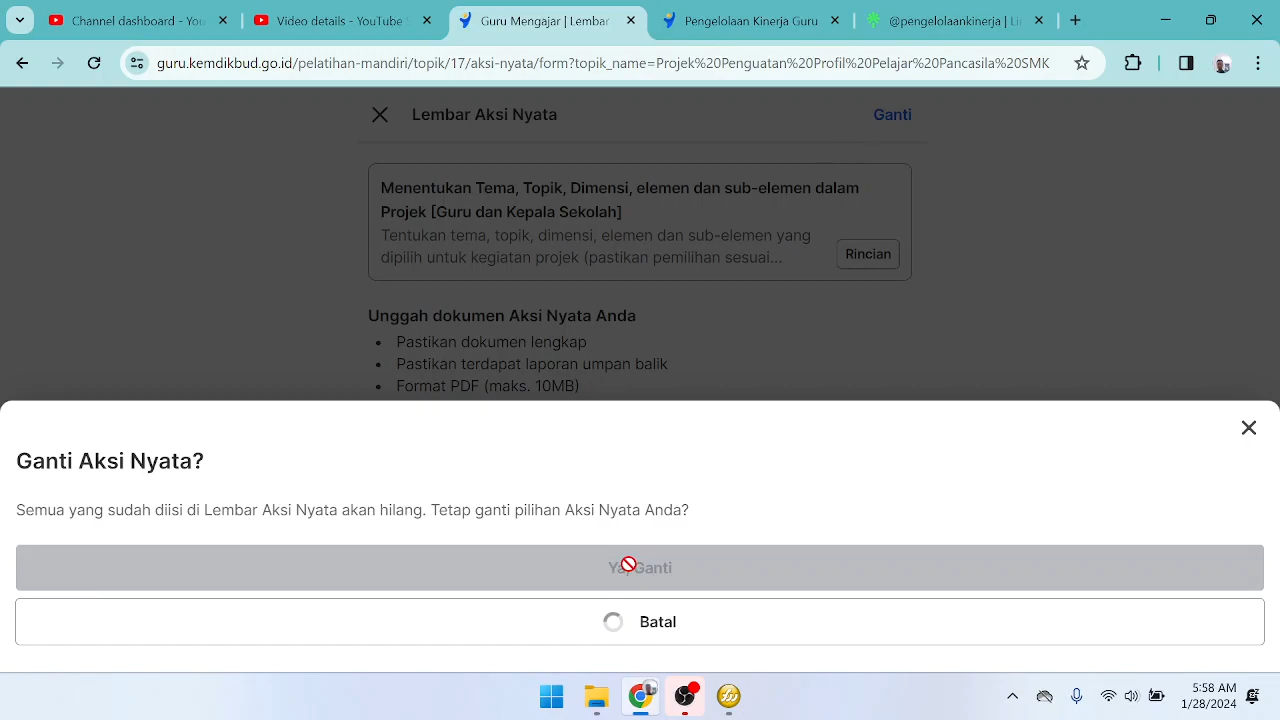 Channel dashboard - You
Video details - YouTube S
Guru Mengajar | Lembar
Pengelolaan Kinerja Guru
@pengelolaankinerja | Li
guru.kemdikbud.go.id/pelatihan-mandiri/topik/17/aksi-nyata/form?topik_name=Projek%20Penguatan%20Profil%20Pelajar%20Pancasila%20SMK
Lembar Aksi Nyata
Ganti
Menentukan Tema, Topik, Dimensi, elemen dan sub-elemen dalam
Projek [Guru dan Kepala Sekolah]
Tentukan tema, topik, dimensi, elemen dan sub-elemen yang
dipilih untuk kegiatan projek (pastikan pemilihan sesuai...
Rincian
Unggah dokumen Aksi Nyata Anda
• Pastikan dokumen lengkap
• Pastikan terdapat laporan umpan balik
• Format PDF (maks. 10MB)
Ganti Aksi Nyata?
Semua yang sudah diisi di Lembar Aksi Nyata akan hilang. Tetap ganti pilihan Aksi Nyata Anda?
Ya, Ganti
Batal
5:58 AM
1/28/2024